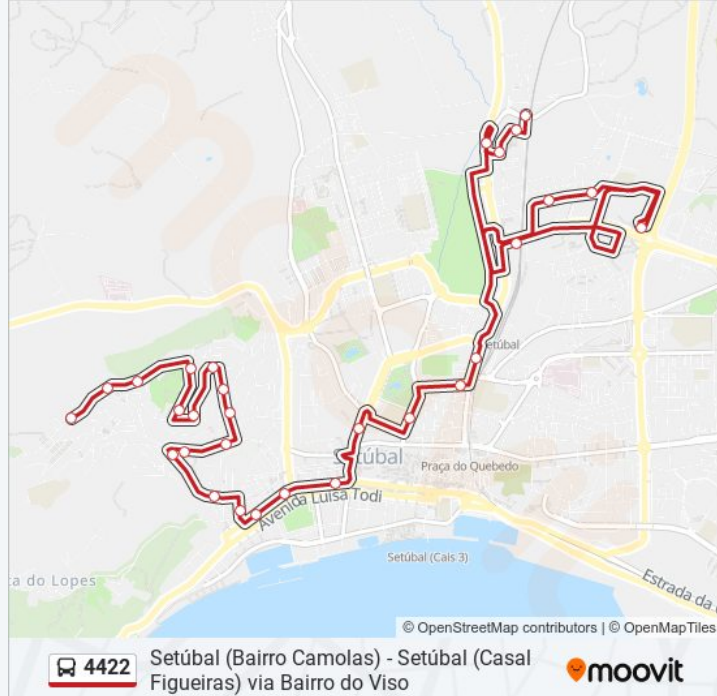 etúbal
Setúbal
Praça do Quebedo
Avenida Luísa Todi
Setúbal (Cais 3)
ta do Lopes
Estrada da
© OpenStreetMap contributors | © OpenMapTiles
4422
Setúbal (Bairro Camolas) - Setúbal (Casal
Figueiras) via Bairro do Viso
moovit